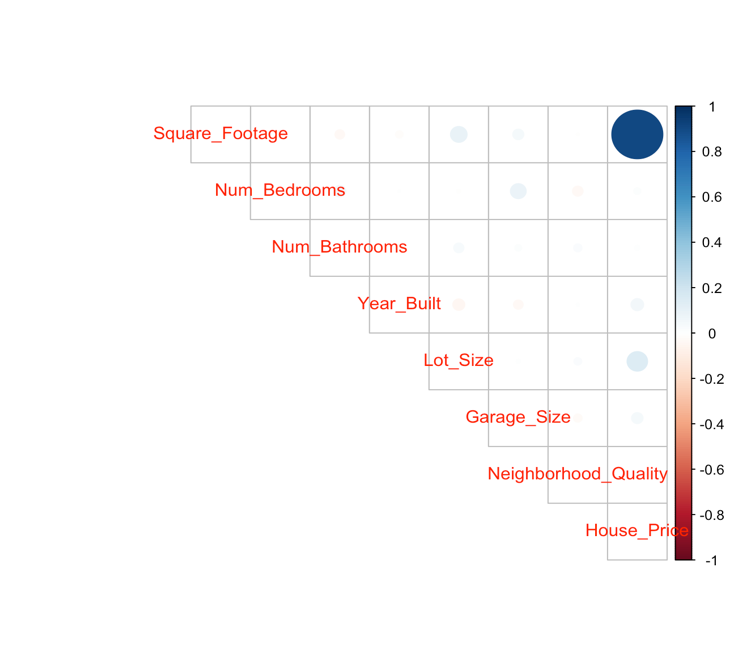 Square_Footage
Num_Bedrooms
Num_Bathrooms
Year_Built
Lot_Size
Garage_Size
Neighborhood_Quality
House_Price
1
0.8
0.6
0.4
0.2
0
-0.2
-0.4
-0.6
-0.8
-1